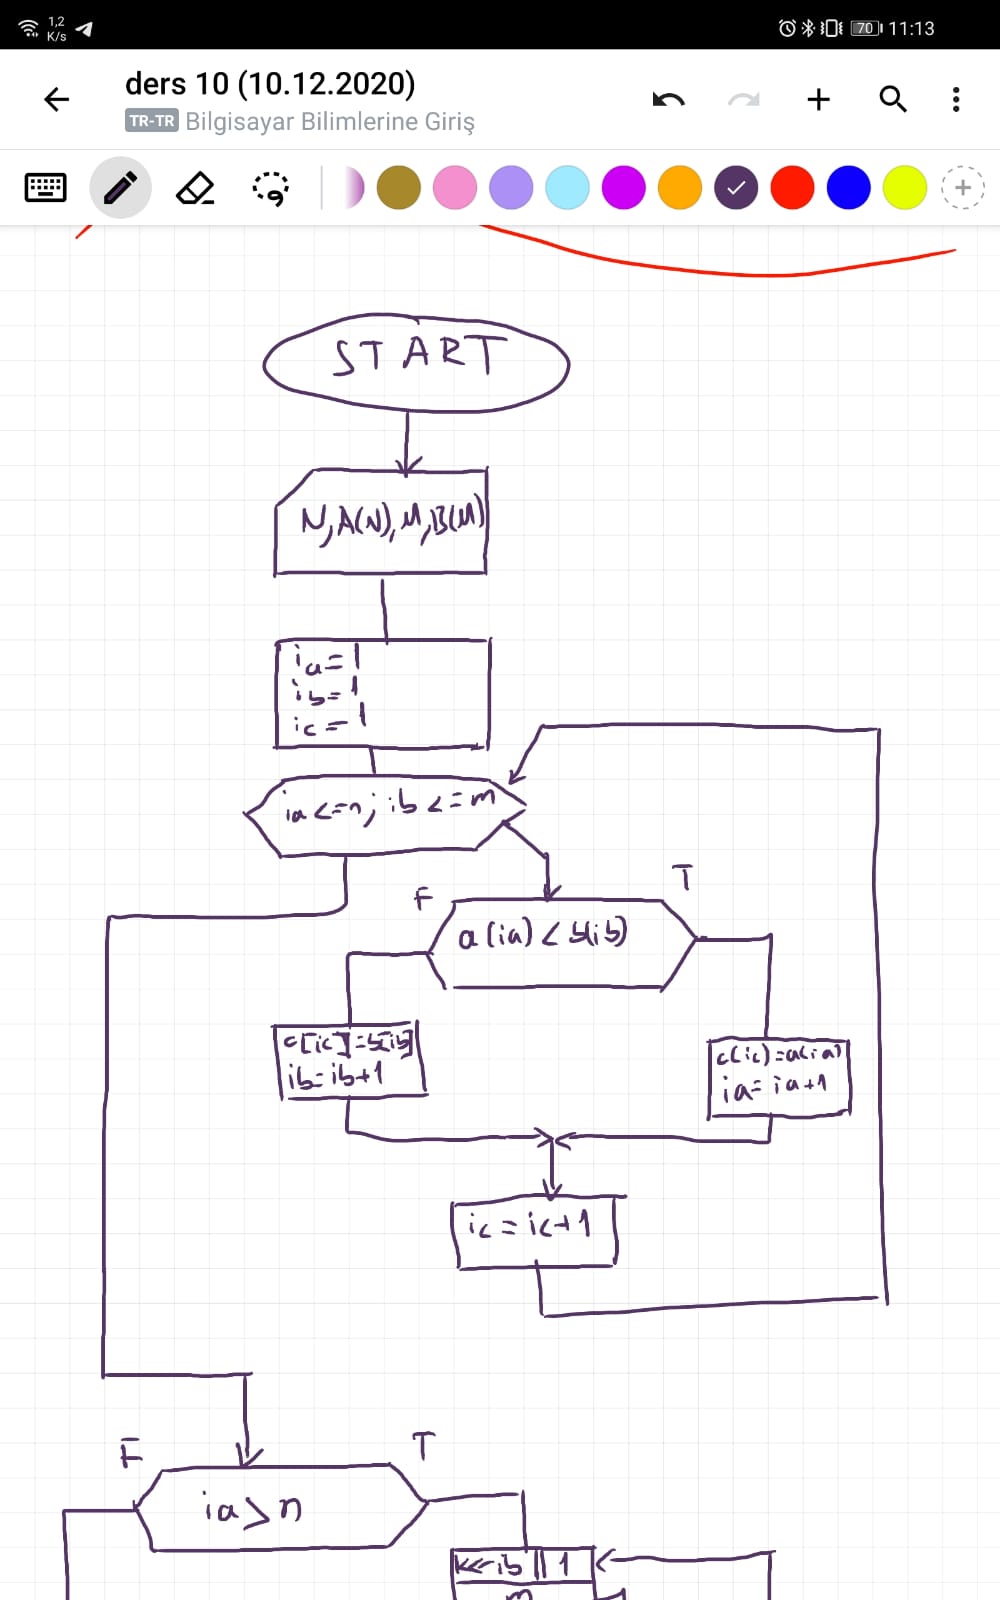 1,2
K/s
70
11:13
ders 10 (10.12.2020)
TR-TR Bilgisayar Bilimlerine Giriş
START
N,A(N),M,B(M)
ia=1
ib=1
ic=1
ia<=n; ib<=m
F
T
a(ia)<b(ib)
c[ic]=b[ib]
ib=ib+1
c(ic)=a(ia)
ia=ia+1
ic=ic+1
F
T
ia>n
k<-ib || 1
m